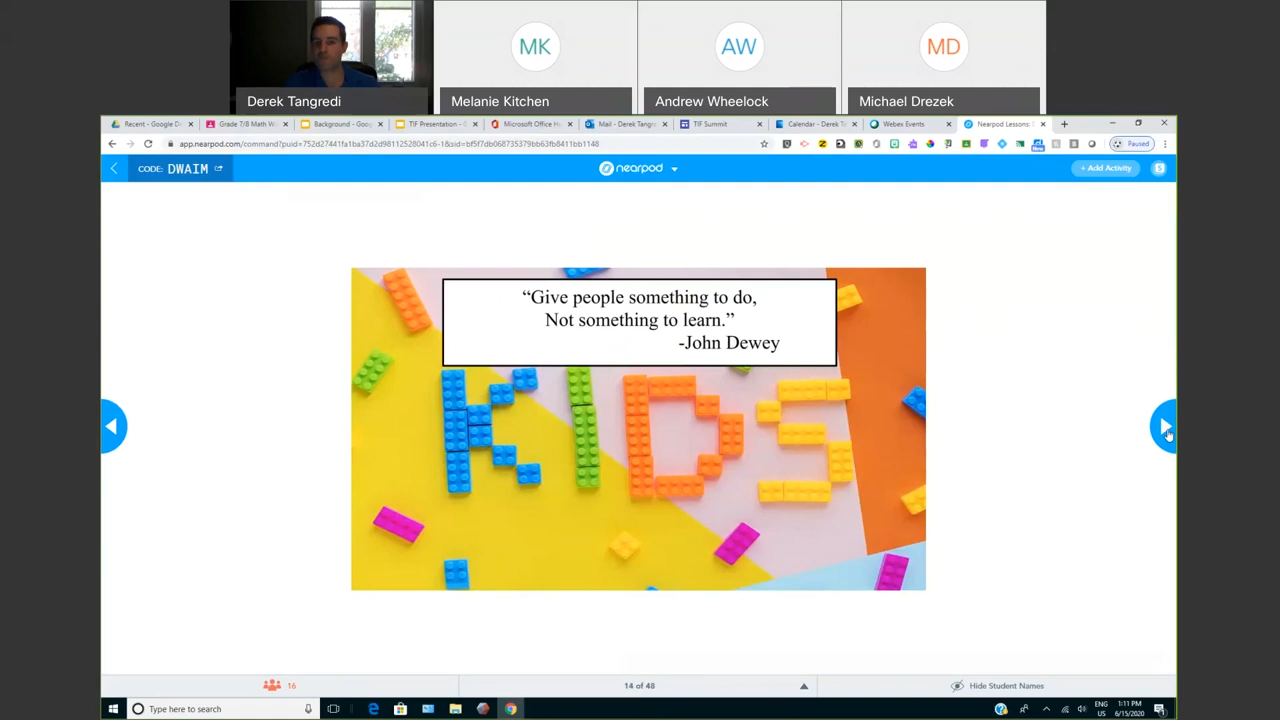 MK
AW
MD
Derek Tangredi
Melanie Kitchen
Andrew Wheelock
Michael Drezek
Recent - Google D
Grade 7/8 Math W
Background - Goog
TIF Presentation - G
Microsoft Office H
Mail - Derek Tangre
TIF Summit
Calendar - Derek T
Webex Events
Nearpod Lessons:
app.nearpod.com/command?puid=752d27441fa1ba37d2d98112528041c6-1&sid=bf5f7db068735379bb63fb8411bb1148
Paused
CODE: DWAIM
nearpod
+ Add Activity
S
“Give people something to do,
Not something to learn.”
-John Dewey
KIDS
16
14 of 48
Hide Student Names
Type here to search
ENG
US
1:11 PM
6/15/2020